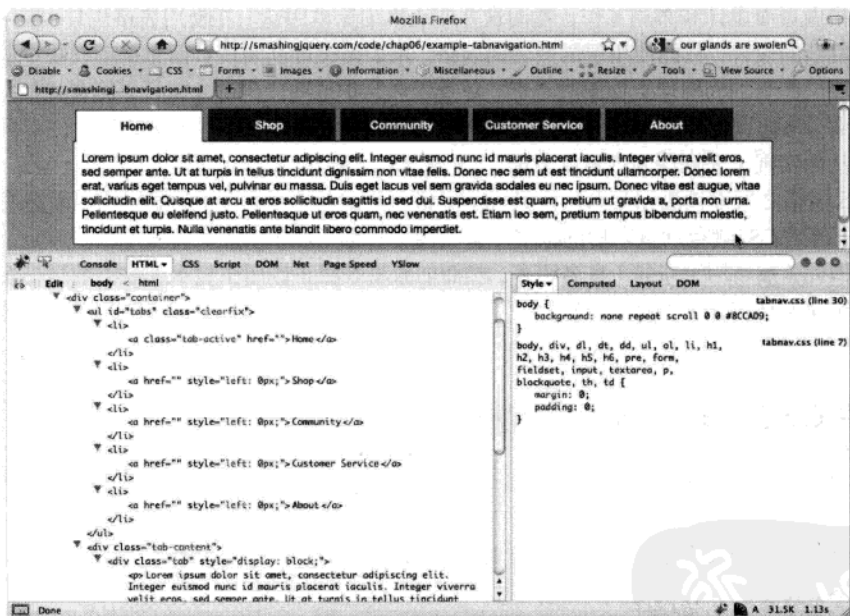 Mozilla Firefox
http://smashingjquery.com/code/chap06/example-tabnavigation.html
our glands are swolen
Disable Cookies CSS Forms Images Information Miscellaneous Outline Resize Tools View Source Options
http://smashingj...bnavigation.html
Home Shop Community Customer Service About
Lorem ipsum dolor sit amet, consectetur adipiscing elit. Integer euismod nunc id mauris placerat iaculis. Integer viverra velit eros,
sed semper ante. Ut at turpis in tellus tincidunt dignissim non vitae felis. Donec nec sem ut est tincidunt ullamcorper. Donec lorem
erat, varius eget tempus vel, pulvinar eu massa. Duis eget lacus vel sem gravida sodales eu nec ipsum. Donec vitae est augue, vitae
sollicitudin elit. Quisque at arcu at eros sollicitudin sagittis id sed dui. Suspendisse est quam, pretium ut gravida a, porta non urna.
Pellentesque eu eleifend justo. Pellentesque ut eros quam, nec venenatis est. Etiam leo sem, pretium tempus bibendum molestie,
tincidunt et turpis. Nulla venenatis ante blandit libero commodo imperdiet.
Console HTML CSS Script DOM Net Page Speed YSlow
Edit body < html
<div class="container">
<ul id="tabs" class="clearfix">
<li>
<a class="tab-active" href="">Home</a>
</li>
<li>
<a href="" style="left: 0px;">Shop</a>
</li>
<li>
<a href="" style="left: 0px;">Community</a>
</li>
<li>
<a href="" style="left: 0px;">Customer Service</a>
</li>
<li>
<a href="" style="left: 0px;">About</a>
</li>
</ul>
<div class="tab-content">
<div class="tab" style="display: block;">
<p>Lorem ipsum dolor sit amet, consectetur adipiscing elit.
Integer euismod nunc id mauris placerat iaculis. Integer viverra
velit eros, sed semper ante. Ut at turpis in tellus tincidunt
Style Computed Layout DOM
body { tabnav.css (line 30)
background: none repeat scroll 0 0 #8CCAD9;
}
body, div, dl, dt, dd, ul, ol, li, h1, tabnav.css (line 7)
h2, h3, h4, h5, h6, pre, form,
fieldset, input, textarea, p,
blockquote, th, td {
margin: 0;
padding: 0;
}
Done
A 31.5K 1.13s